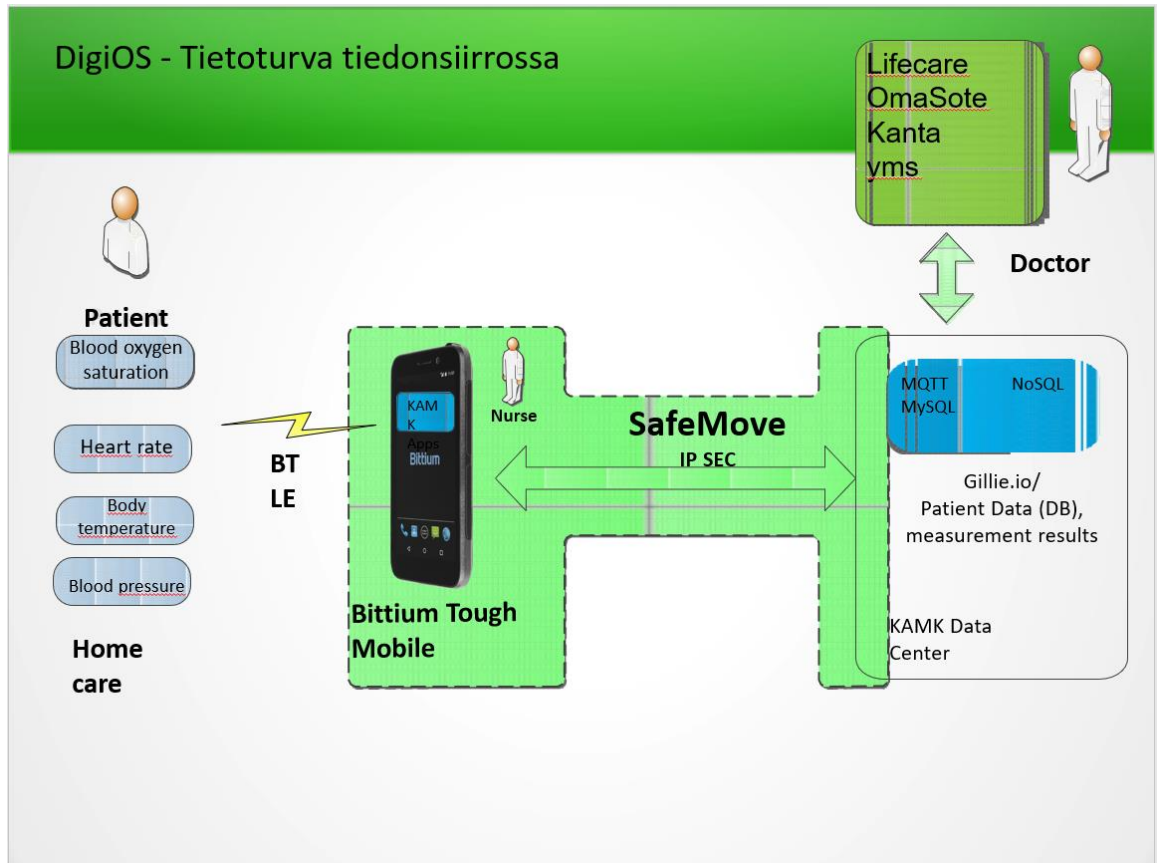 DigiOS - Tietoturva tiedonsiirrossa
Lifecare
OmaSote
Kanta
yms
Doctor
Patient
Blood oxygen
saturation
Heart rate
Body
temperature
Blood pressure
Home
care
BT
LE
KAM
K
Apps
Bittium
Nurse
Bittium Tough
Mobile
SafeMove
IP SEC
MQTT
MySQL
NoSQL
Gillie.io/
Patient Data (DB),
measurement results
KAMK Data
Center